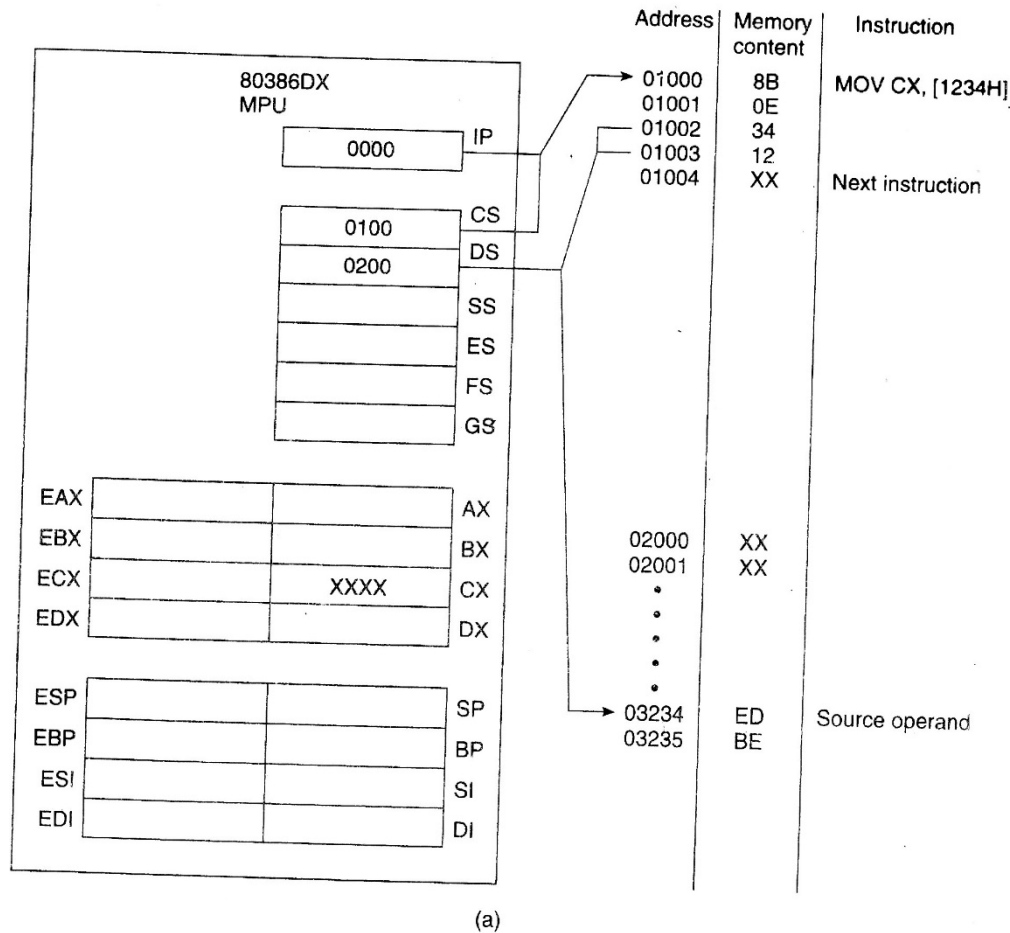 Address Memory content Instruction
80386DX
MPU
IP
0000
CS
0100
DS
0200
SS
ES
FS
GS
EAX AX
EBX BX
ECX XXXX CX
EDX DX
ESP SP
EBP BP
ESI SI
EDI DI
01000 8B MOV CX, [1234H]
01001 0E
01002 34
01003 12
01004 XX Next instruction
02000 XX
02001 XX
03234 ED Source operand
03235 BE
(a)